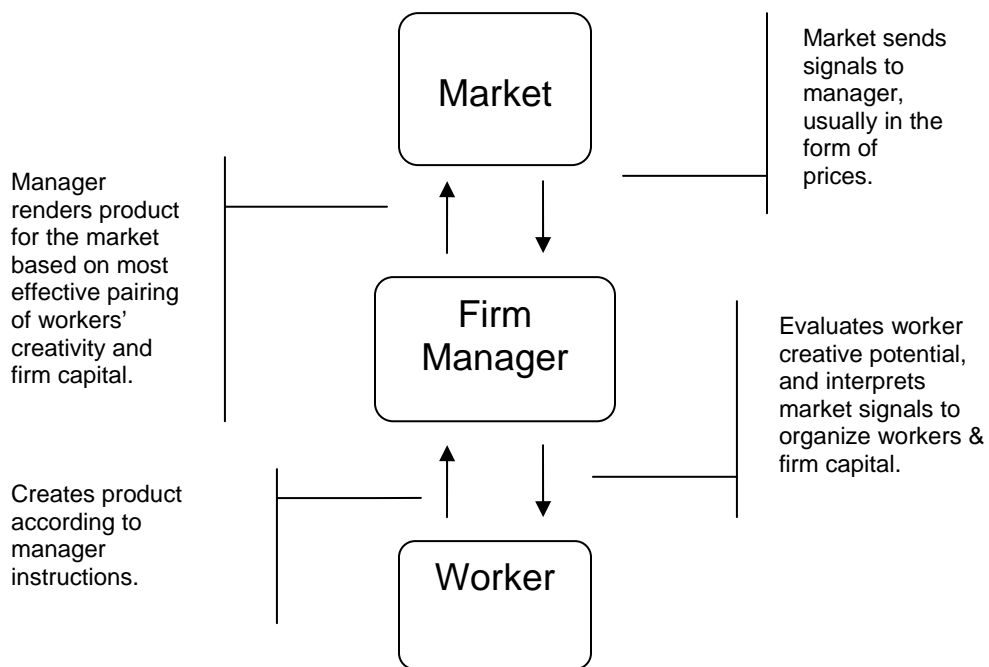 Market
Market sends
signals to
manager,
usually in the
form of
prices.
Manager
renders product
for the market
based on most
effective pairing
of workers’
creativity and
firm capital.
Firm
Manager
Evaluates worker
creative potential,
and interprets
market signals to
organize workers &
firm capital.
Creates product
according to
manager
instructions.
Worker